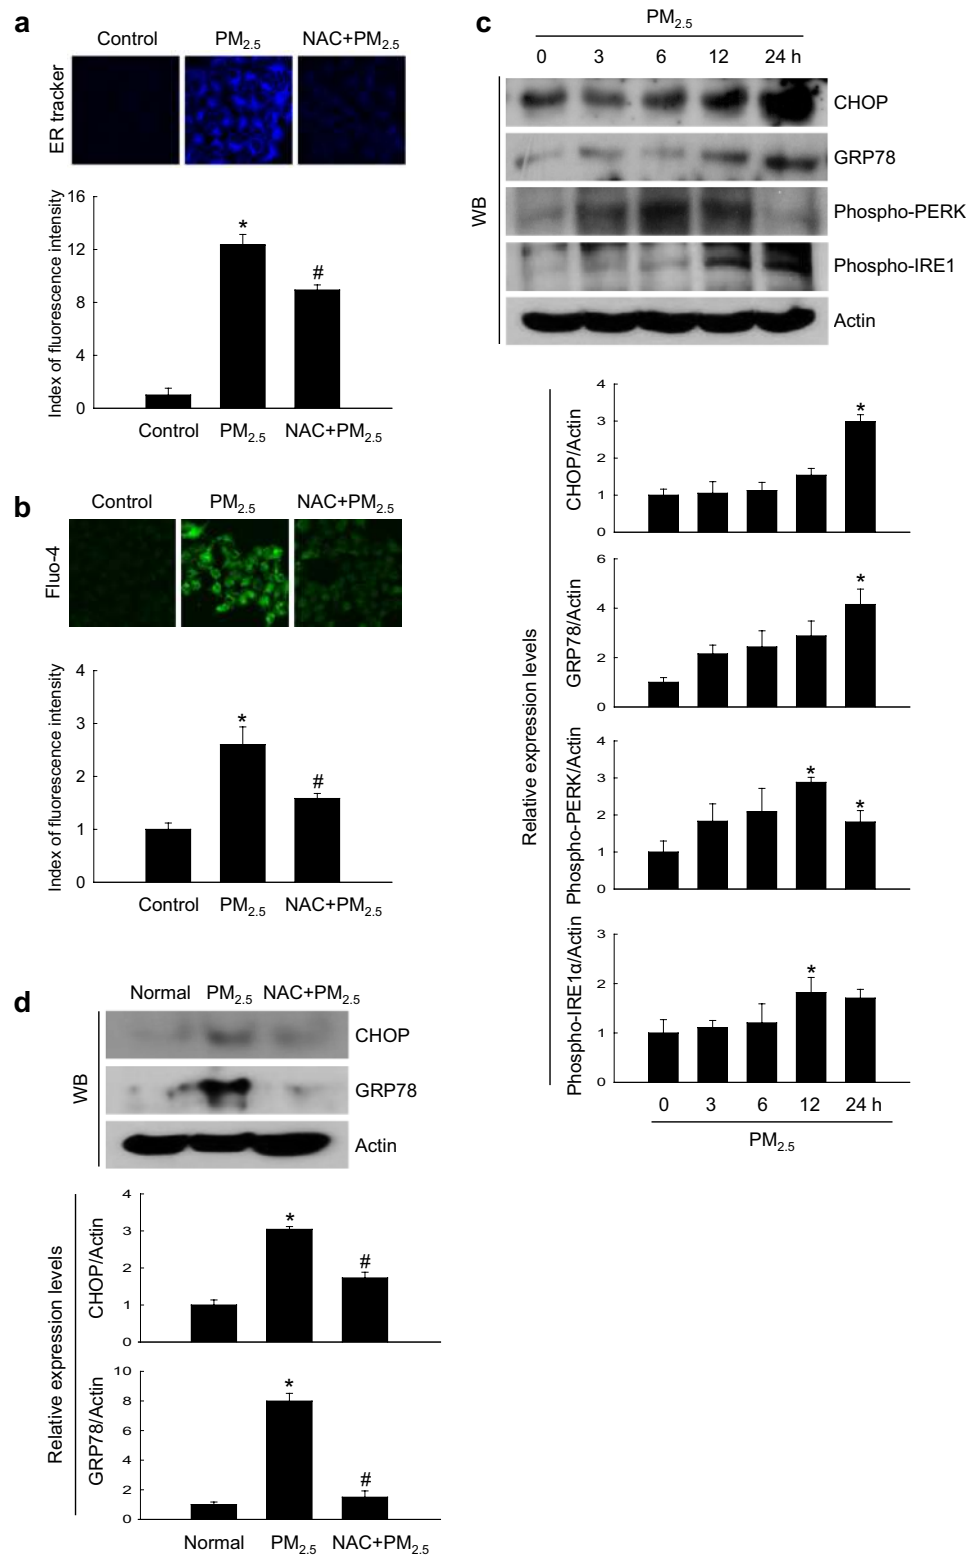 a
Control PM2.5 NAC+PM2.5
ER tracker
Index of fluorescence intensity
16
12
8
4
0
*
#
Control PM2.5 NAC+PM2.5
b
Control PM2.5 NAC+PM2.5
Fluo-4
Index of fluorescence intensity
4
3
2
1
0
*
#
Control PM2.5 NAC+PM2.5
c
PM2.5
0 3 6 12 24 h
WB
CHOP
GRP78
Phospho-PERK
Phospho-IRE1
Actin
Relative expression levels
CHOP/Actin
4
3
2
1
0
*
GRP78/Actin
6
4
2
0
*
Phospho-PERK/Actin
4
3
2
1
0
*
*
Phospho-IRE1α/Actin
3
2
1
0
*
0 3 6 12 24 h
PM2.5
d
Normal PM2.5 NAC+PM2.5
WB
CHOP
GRP78
Actin
Relative expression levels
CHOP/Actin
4
3
2
1
0
*
#
GRP78/Actin
10
8
6
4
2
0
*
#
Normal PM2.5 NAC+PM2.5